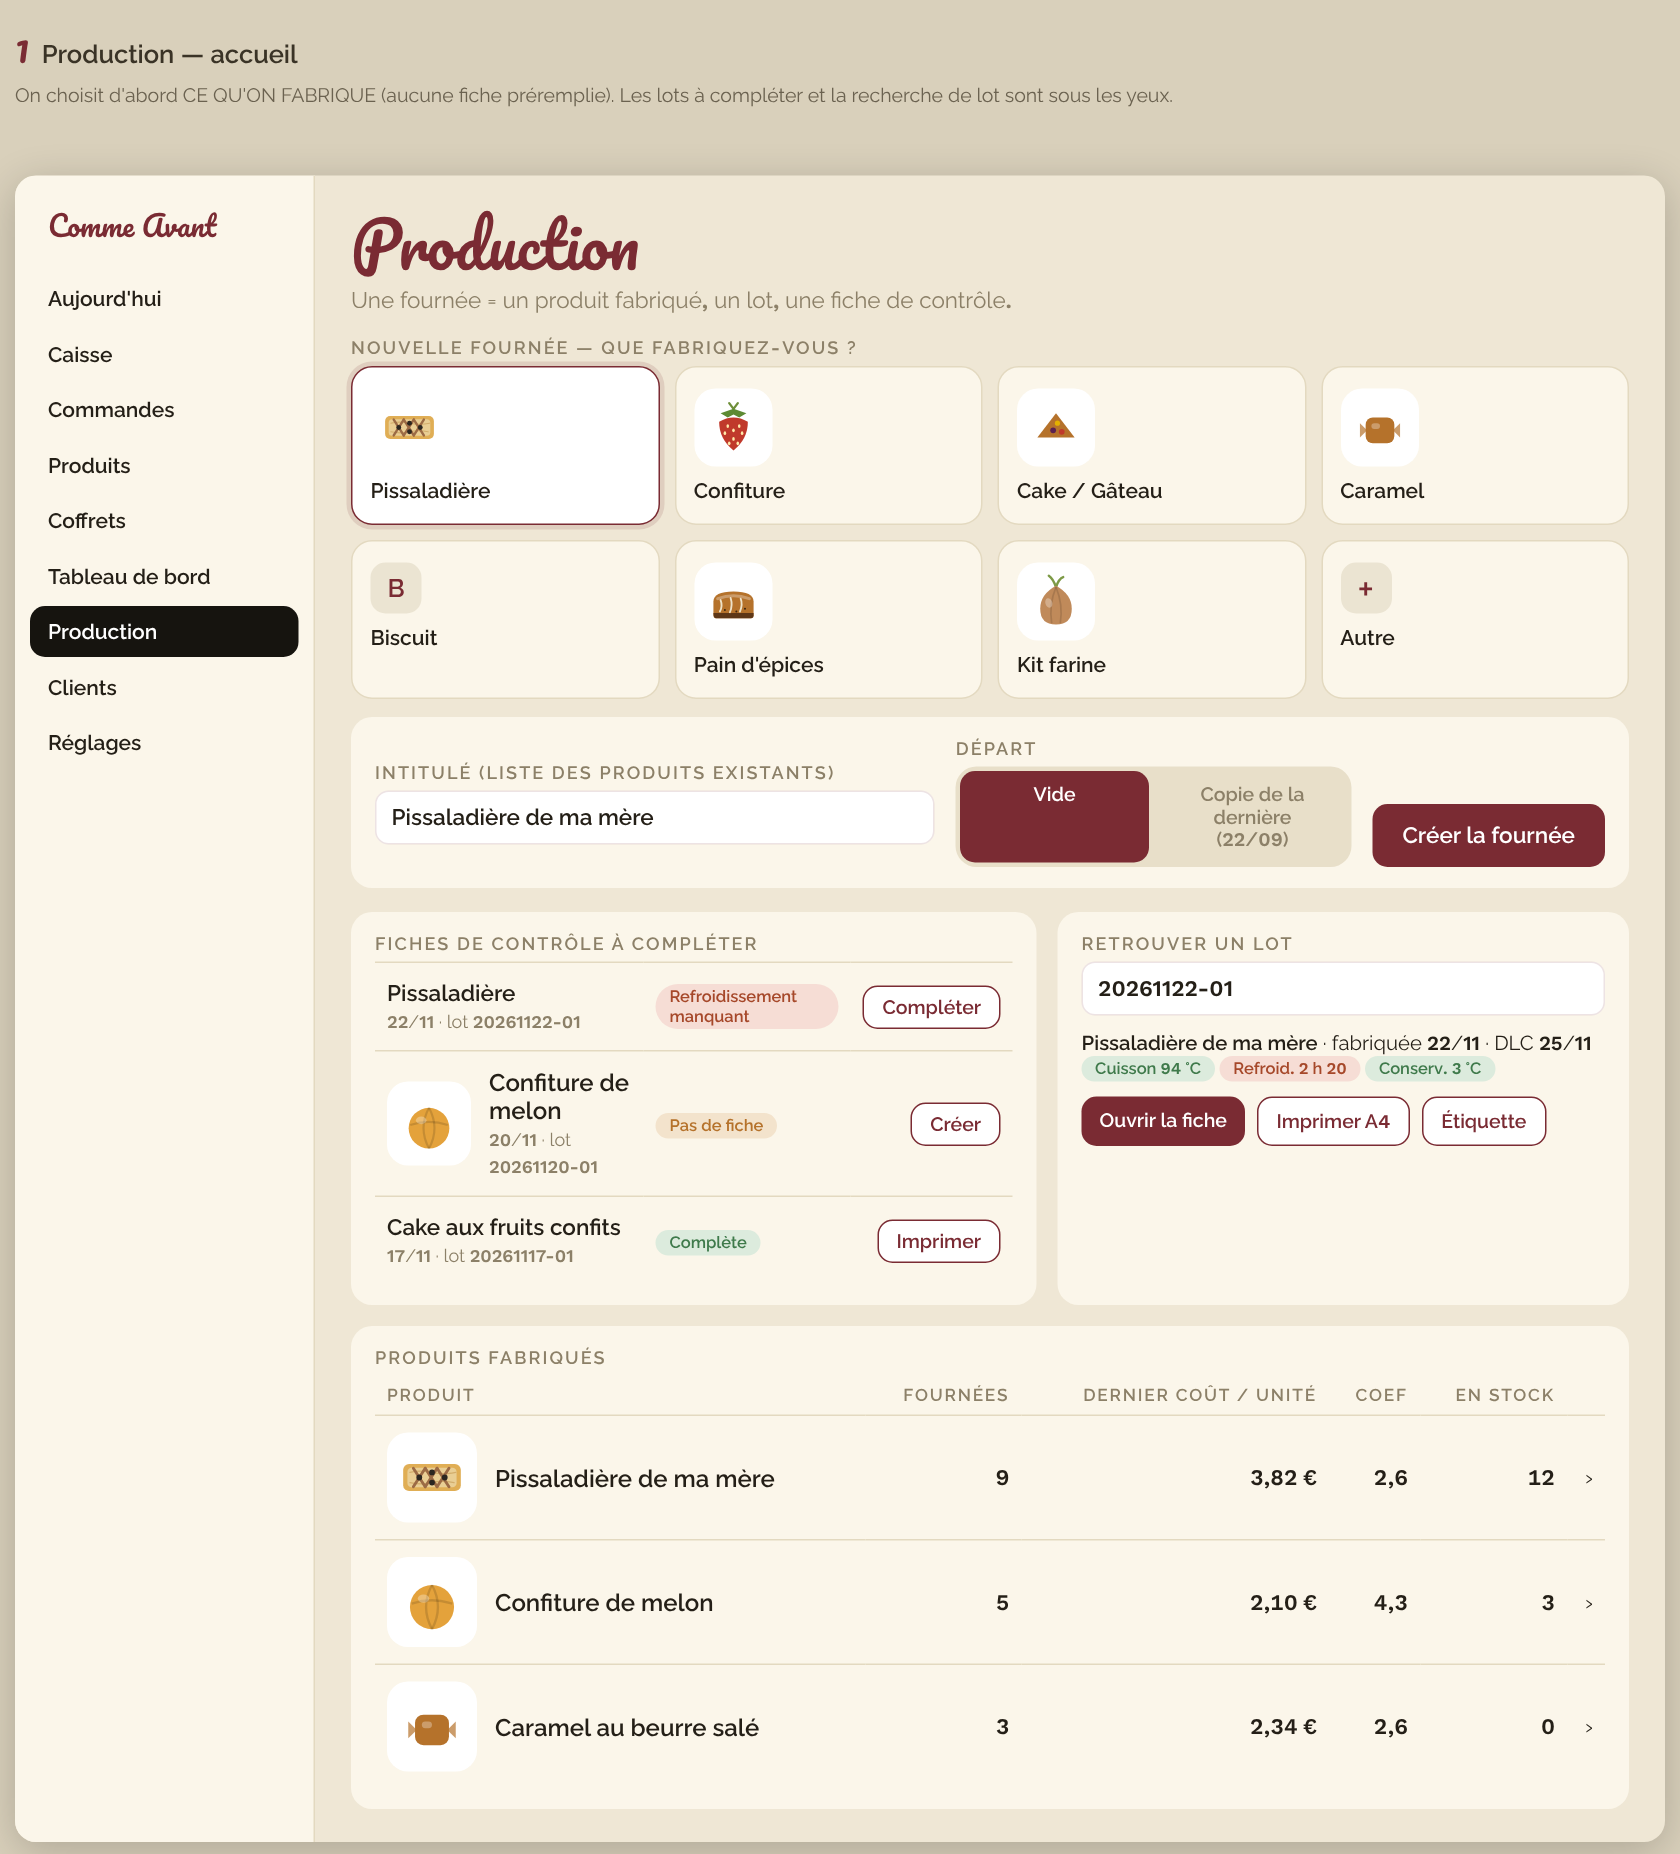 1 Production — accueil
On choisit d'abord CE QU'ON FABRIQUE (aucune fiche préremplie). Les lots à compléter et la recherche de lot sont sous les yeux.
Comme Avant
Aujourd'hui
Caisse
Commandes
Produits
Coffrets
Tableau de bord
Production
Clients
Réglages
Production
Une fournée = un produit fabriqué, un lot, une fiche de contrôle.
NOUVELLE FOURNÉE — QUE FABRIQUEZ-VOUS ?
Pissaladière
Confiture
Cake / Gâteau
Caramel
B
Biscuit
Pain d'épices
Kit farine
+
Autre
INTITULÉ (LISTE DES PRODUITS EXISTANTS)
Pissaladière de ma mère
DÉPART
Vide
Copie de la
dernière
(22/09)
Créer la fournée
FICHES DE CONTRÔLE À COMPLÉTER
Pissaladière
22/11 · lot 20261122-01
Refroidissement
manquant
Compléter
Confiture de
melon
20/11 · lot
20261120-01
Pas de fiche
Créer
Cake aux fruits confits
17/11 · lot 20261117-01
Complète
Imprimer
RETROUVER UN LOT
20261122-01
Pissaladière de ma mère · fabriquée 22/11 · DLC 25/11
Cuisson 94 °C Refroid. 2 h 20 Conserv. 3 °C
Ouvrir la fiche Imprimer A4 Étiquette
PRODUITS FABRIQUÉS
PRODUIT FOURNÉES DERNIER COÛT / UNITÉ COEF EN STOCK
Pissaladière de ma mère 9 3,82 € 2,6 12 ›
Confiture de melon 5 2,10 € 4,3 3 ›
Caramel au beurre salé 3 2,34 € 2,6 0 ›